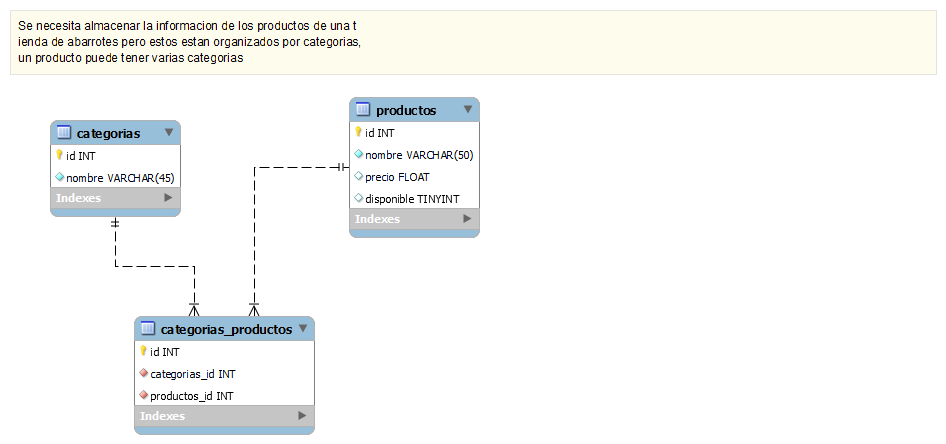 Se necesita almacenar la informacion de los productos de una t
ienda de abarrotes pero estos estan organizados por categorias,
un producto puede tener varias categorias
categorias
id INT
nombre VARCHAR(45)
Indexes
productos
id INT
nombre VARCHAR(50)
precio FLOAT
disponible TINYINT
Indexes
categorias_productos
id INT
categorias_id INT
productos_id INT
Indexes